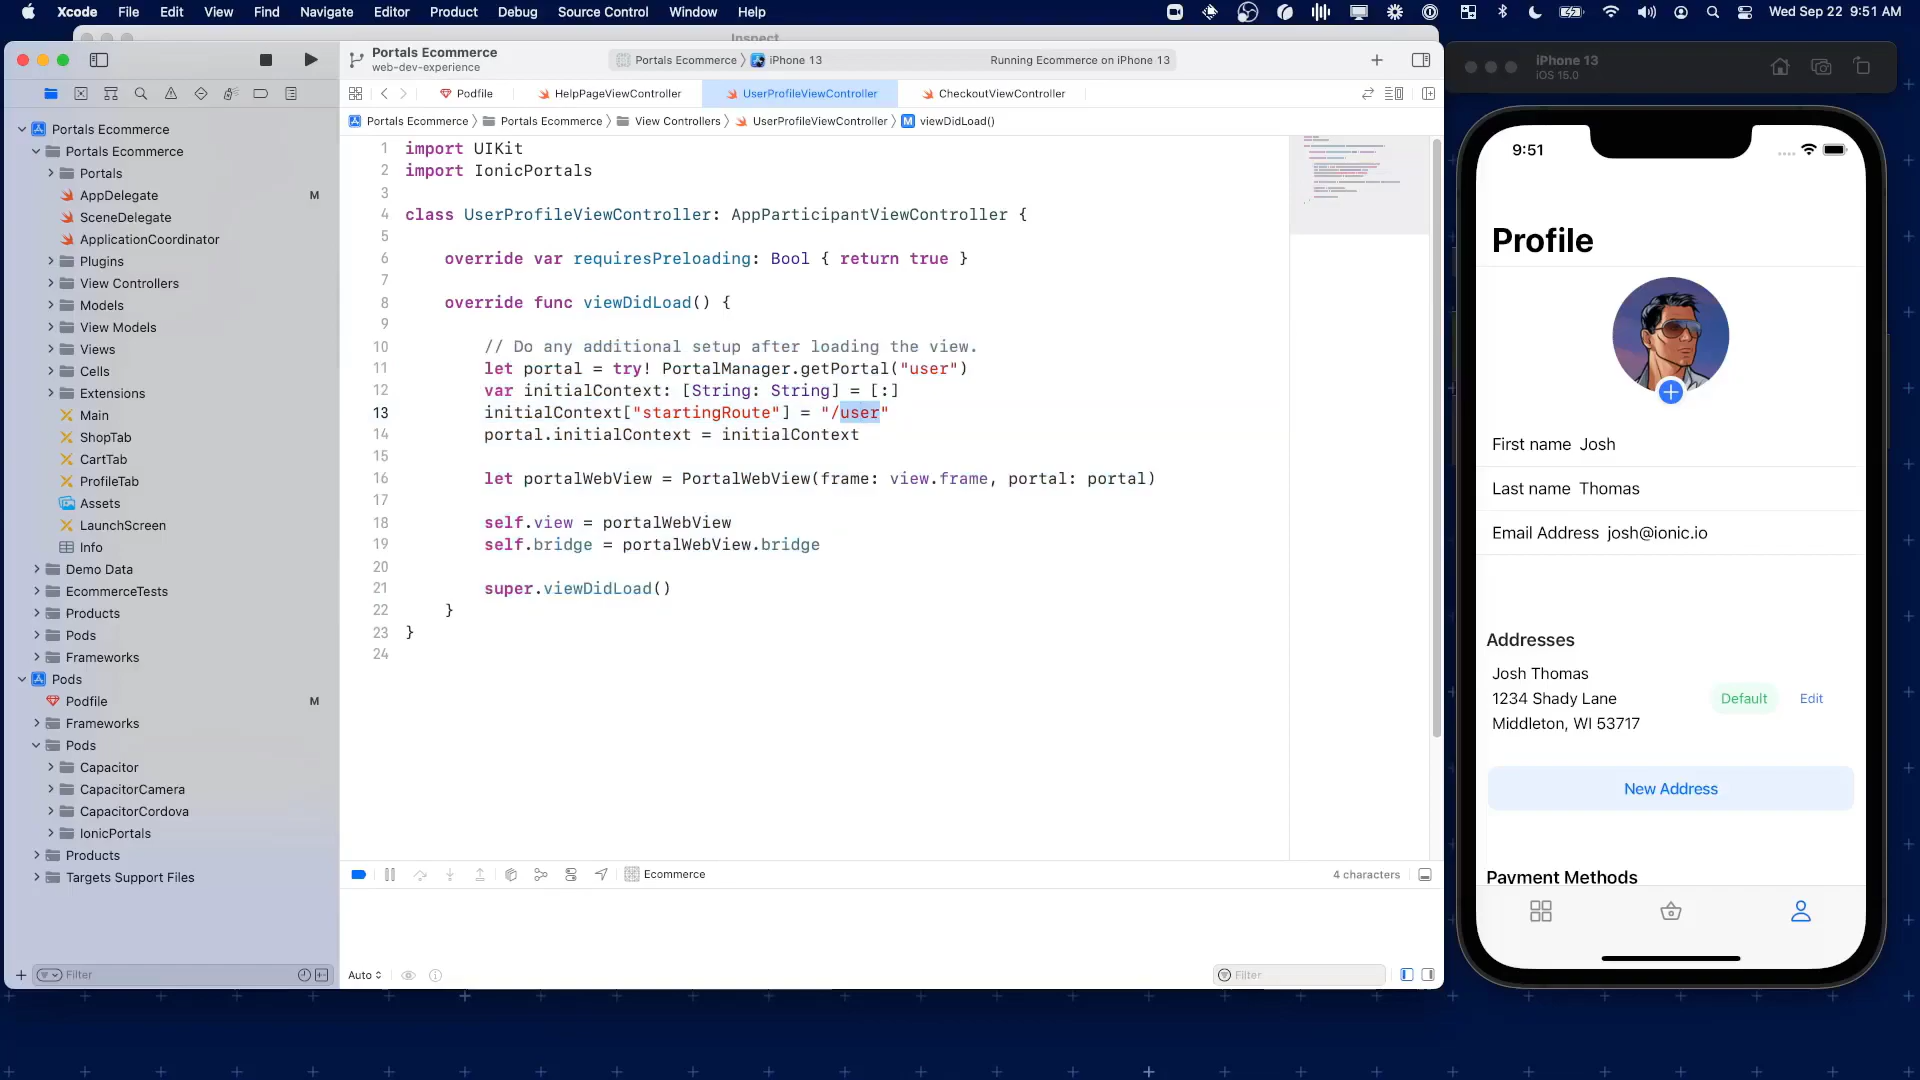 Xcode File Edit View Find Navigate Editor Product Debug Source Control Window Help
Wed Sep 22 9:51 AM
Inspect
Portals Ecommerce
web-dev-experience
Portals Ecommerce
iPhone 13
Running Ecommerce on iPhone 13
Podfile
HelpPageViewController
UserProfileViewController
CheckoutViewController
Portals Ecommerce
Portals Ecommerce
View Controllers
UserProfileViewController
M
viewDidLoad()
Portals Ecommerce
Portals Ecommerce
Portals
AppDelegate M
SceneDelegate
ApplicationCoordinator
Plugins
View Controllers
Models
View Models
Views
Cells
Extensions
Main
ShopTab
CartTab
ProfileTab
Assets
LaunchScreen
Info
Demo Data
EcommerceTests
Products
Pods
Frameworks
Pods
Podfile M
Frameworks
Pods
Capacitor
CapacitorCamera
CapacitorCordova
IonicPortals
Products
Targets Support Files
Filter
1 import UIKit
2 import IonicPortals
3
4 class UserProfileViewController: AppParticipantViewController {
5
6 override var requiresPreloading: Bool { return true }
7
8 override func viewDidLoad() {
9
10 // Do any additional setup after loading the view.
11 let portal = try! PortalManager.getPortal("user")
12 var initialContext: [String: String] = [:]
13 initialContext["startingRoute"] = "/user"
14 portal.initialContext = initialContext
15
16 let portalWebView = PortalWebView(frame: view.frame, portal: portal)
17
18 self.view = portalWebView
19 self.bridge = portalWebView.bridge
20
21 super.viewDidLoad()
22 }
23 }
24
Ecommerce
4 characters
Auto
Filter
iPhone 13
iOS 15.0
9:51
Profile
First name Josh
Last name Thomas
Email Address josh@ionic.io
Addresses
Josh Thomas
1234 Shady Lane
Middleton, WI 53717
Default Edit
New Address
Payment Methods